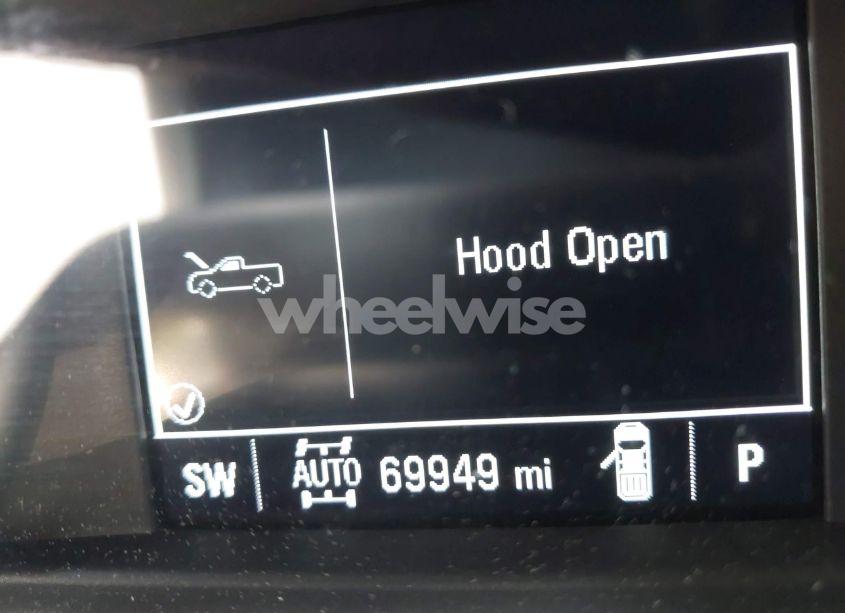 Hood Open
wheelwise
SW AUTO 69949 mi P